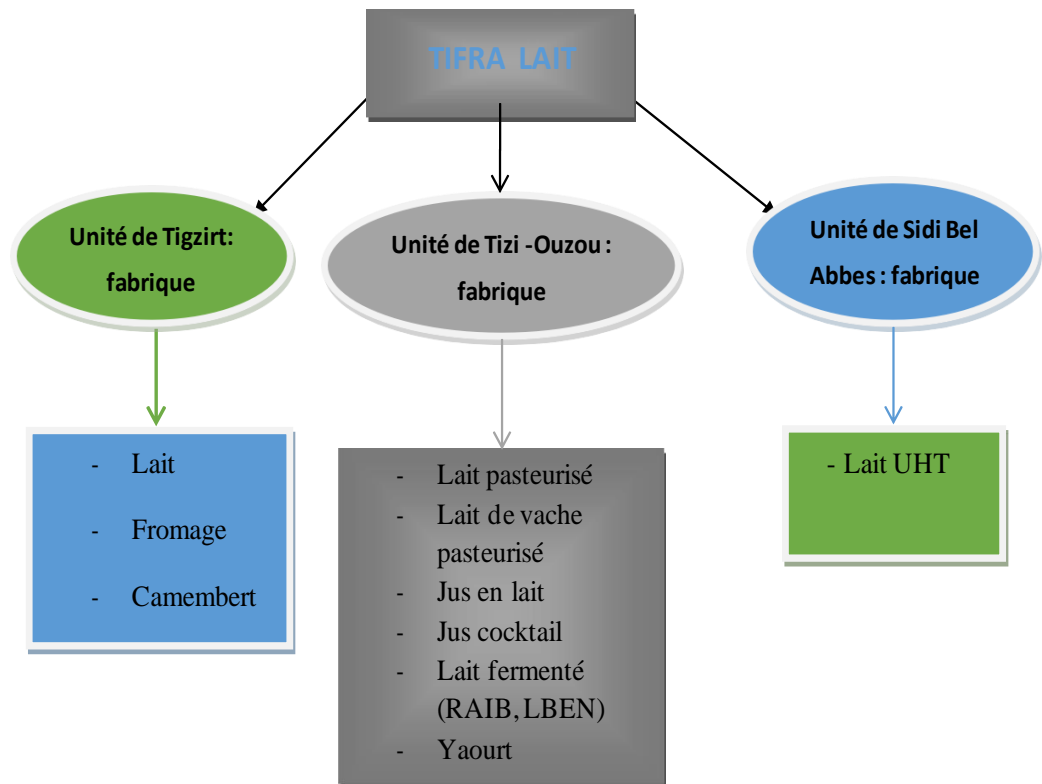 TIFRA LAIT
Unité de Tigzirt:
fabrique
Unité de Tizi -Ouzou :
fabrique
Unité de Sidi Bel
Abbes : fabrique
- Lait
- Fromage
- Camembert
- Lait pasteurisé
- Lait de vache
pasteurisé
- Jus en lait
- Jus cocktail
- Lait fermenté
(RAIB, LBEN)
- Yaourt
- Lait UHT